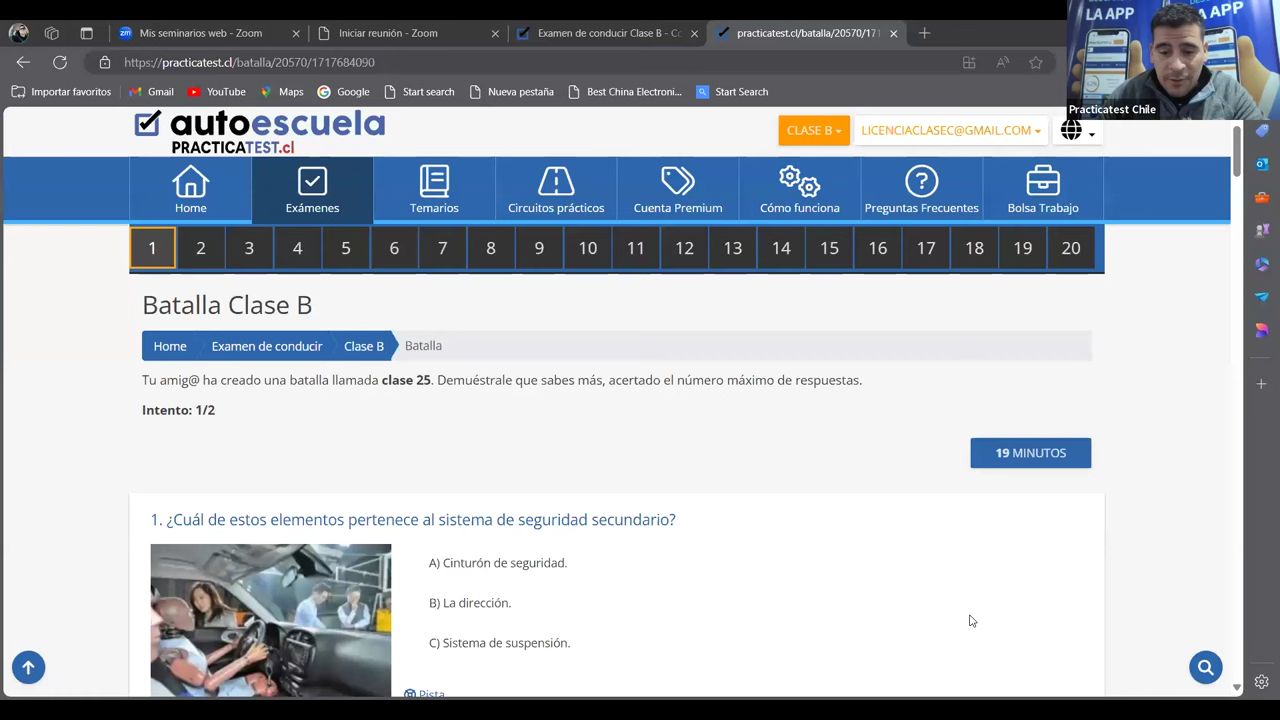 Mis seminarios web - Zoom
Iniciar reunión - Zoom
Examen de conducir Clase B - Co
practicatest.cl/batalla/20570/171
https://practicatest.cl/batalla/20570/1717684090
Importar favoritos
Gmail
YouTube
Maps
Google
Start search
Nueva pestaña
Best China Electroni...
Start Search
LA APP
LA APP
Practicatest Chile
autoescuela
PRACTICATEST.cl
CLASE B
LICENCIACLASEC@GMAIL.COM
Home
Exámenes
Temarios
Circuitos prácticos
Cuenta Premium
Cómo funciona
Preguntas Frecuentes
Bolsa Trabajo
1 2 3 4 5 6 7 8 9 10 11 12 13 14 15 16 17 18 19 20
Batalla Clase B
Home
Examen de conducir
Clase B
Batalla
Tu amig@ ha creado una batalla llamada clase 25. Demuéstrale que sabes más, acertado el número máximo de respuestas.
Intento: 1/2
19 MINUTOS
1. ¿Cuál de estos elementos pertenece al sistema de seguridad secundario?
A) Cinturón de seguridad.
B) La dirección.
C) Sistema de suspensión.
Pista